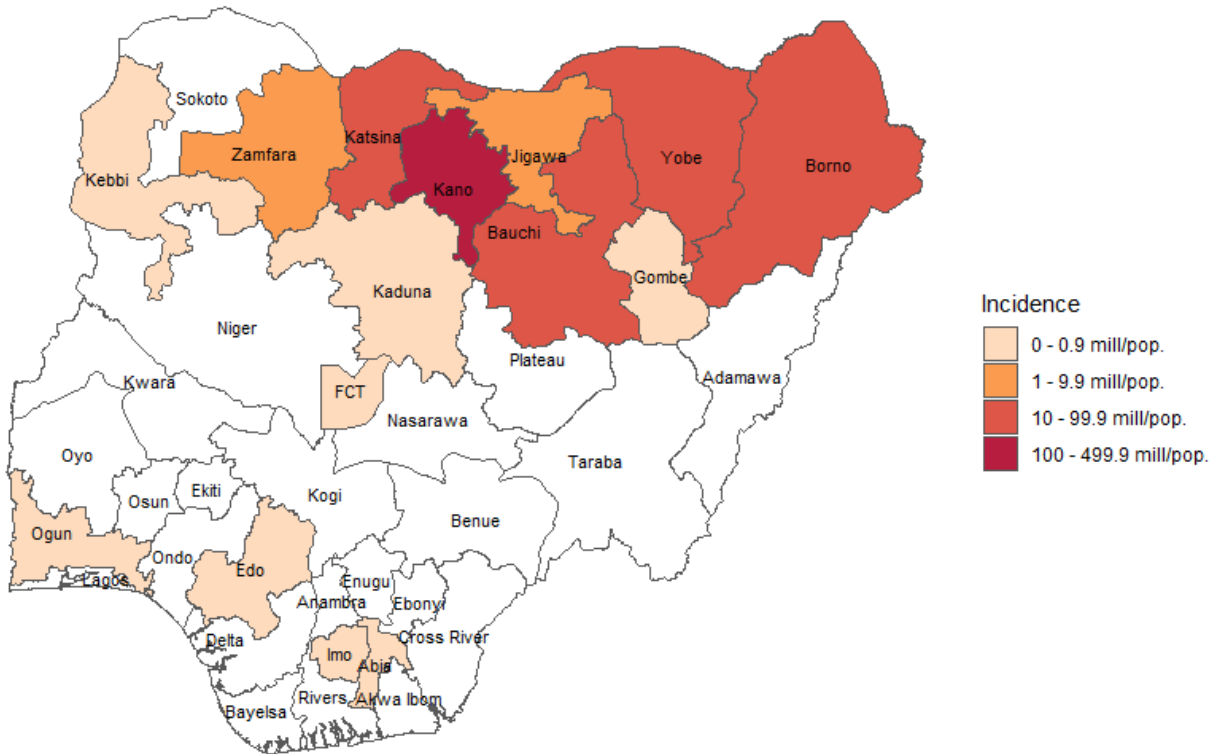 Sokoto
Zamfara
Katsina
Jigawa
Yobe
Borno
Kebbi
Kano
Bauchi
Gombe
Kaduna
Niger
Plateau
Adamawa
FCT
Kwara
Nasarawa
Oyo
Taraba
Osun
Ekiti
Kogi
Benue
Ogun
Ondo
Edo
Lagos
Enugu
Anambra
Ebonyi
Delta
Cross River
Imo
Abia
Rivers
Akwa Ibom
Bayelsa
Incidence
0 - 0.9 mill/pop.
1 - 9.9 mill/pop.
10 - 99.9 mill/pop.
100 - 499.9 mill/pop.